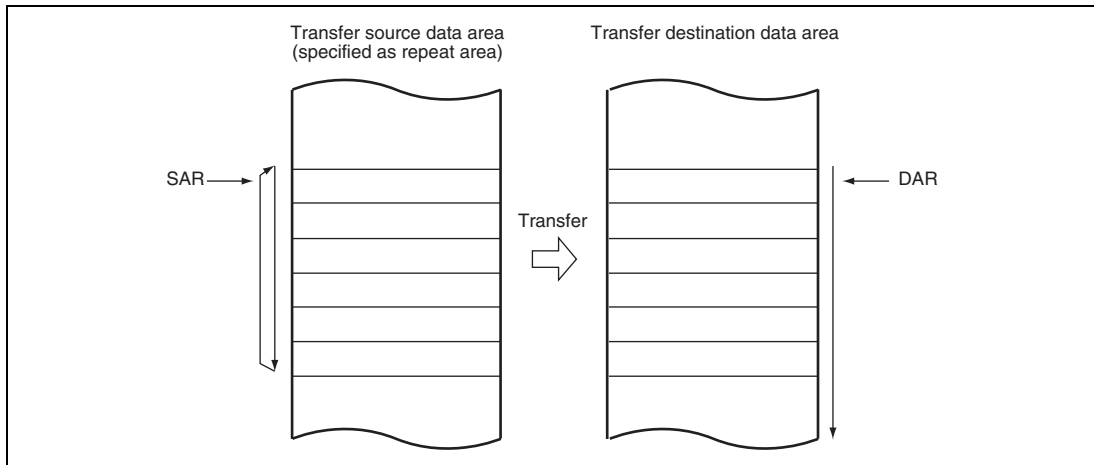 Transfer source data area
(specified as repeat area)
Transfer destination data area
SAR
Transfer
DAR